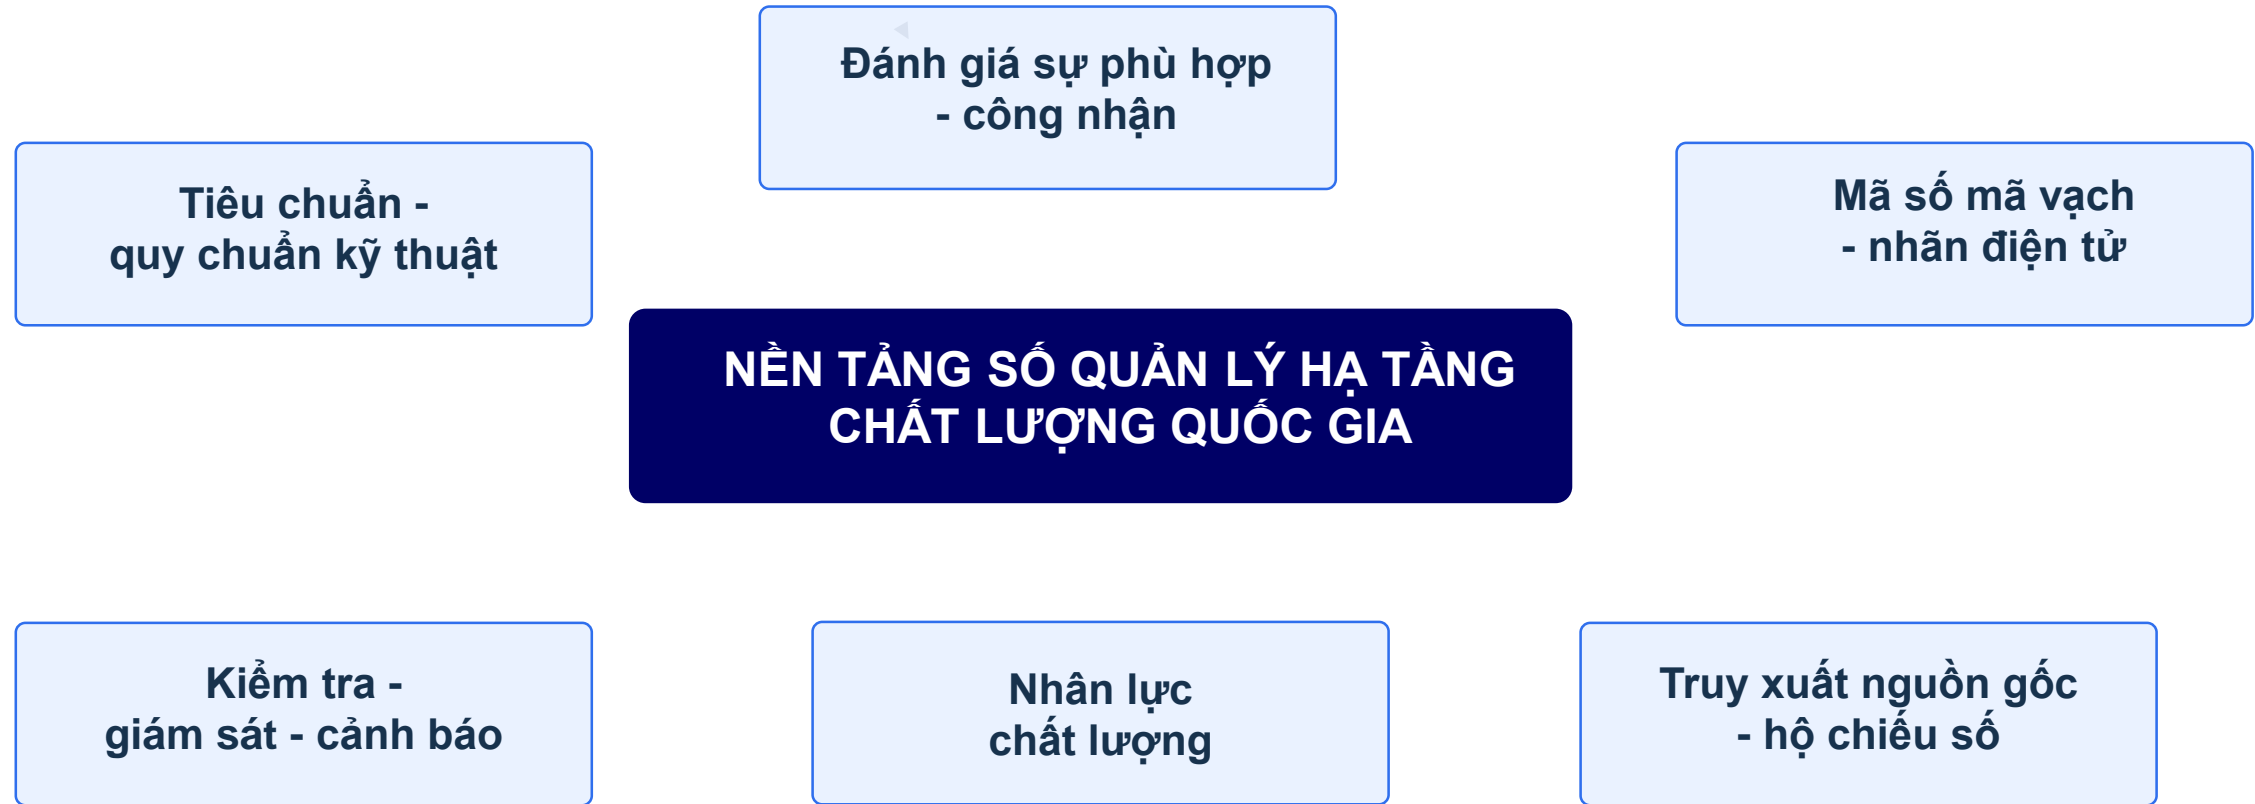 Đánh giá sự phù hợp
- công nhận
Tiêu chuẩn -
quy chuẩn kỹ thuật
Mã số mã vạch
- nhãn điện tử
NỀN TẢNG SỐ QUẢN LÝ HẠ TẦNG
CHẤT LƯỢNG QUỐC GIA
Kiểm tra -
giám sát - cảnh báo
Nhân lực
chất lượng
Truy xuất nguồn gốc
- hộ chiếu số